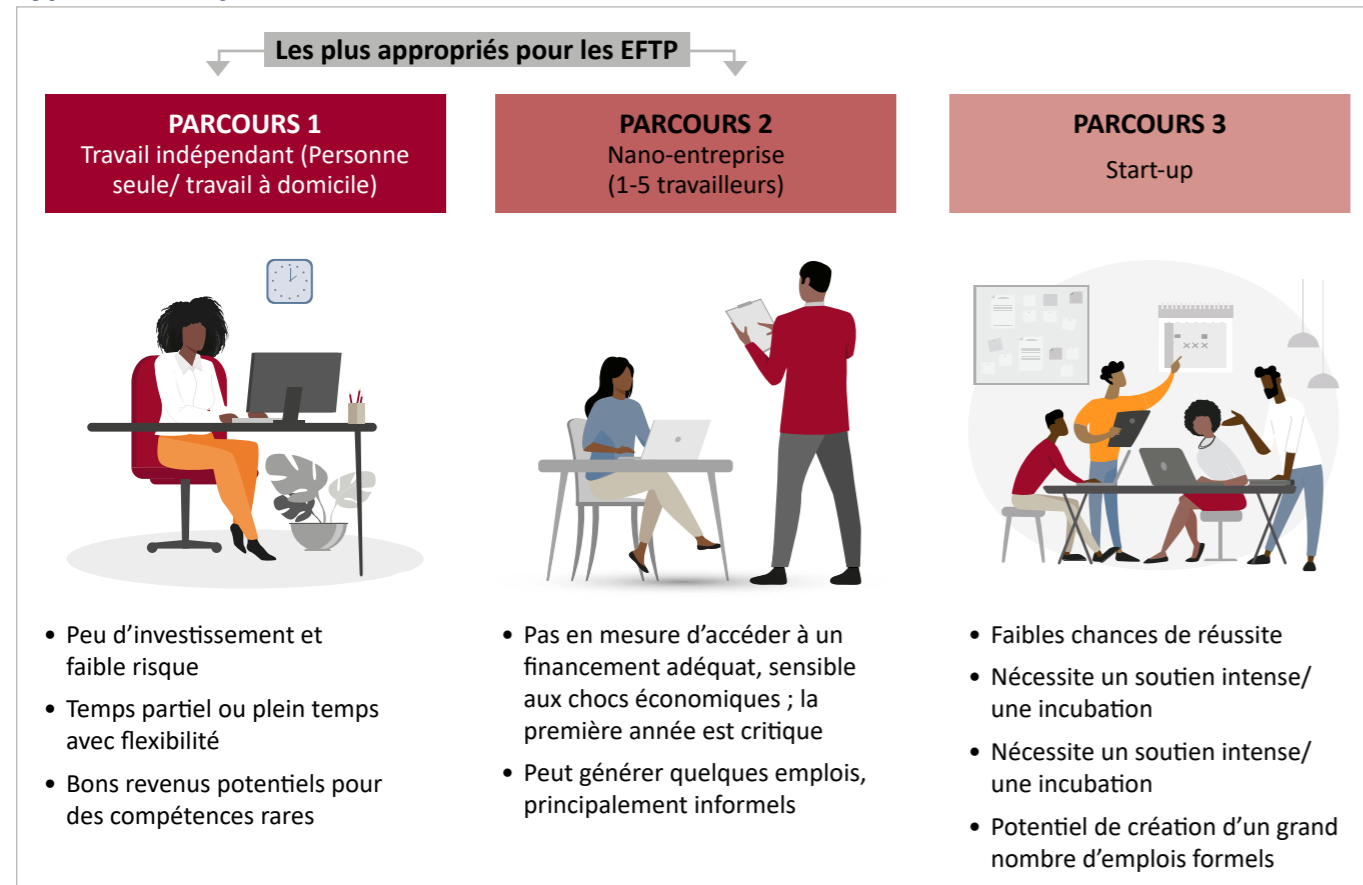 Les plus appropriés pour les EFTP
PARCOURS 1
Travail indépendant (Personne
seule/ travail à domicile)
PARCOURS 2
Nano-entreprise
(1-5 travailleurs)
PARCOURS 3
Start-up
• Peu d’investissement et
faible risque
• Temps partiel ou plein temps
avec flexibilité
• Bons revenus potentiels pour
des compétences rares
• Pas en mesure d’accéder à un
financement adéquat, sensible
aux chocs économiques ; la
première année est critique
• Peut générer quelques emplois,
principalement informels
• Faibles chances de réussite
• Nécessite un soutien intense/
une incubation
• Nécessite un soutien intense/
une incubation
• Potentiel de création d’un grand
nombre d’emplois formels